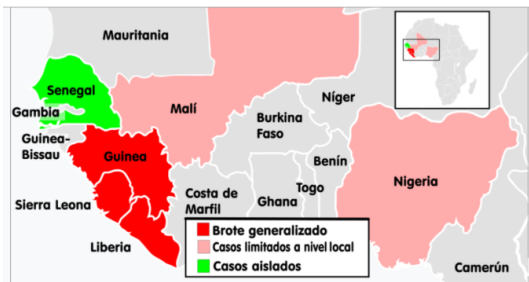 Mauritania
Senegal
Gambia
Malí
Níger
Burkina
Faso
Guinea-
Bissau
Guinea
Benín
Nigeria
Togo
Costa de
Marfil
Ghana
Sierra Leona
Liberia
Camerún
Brote generalizado
Casos limitados a nivel local
Casos aislados